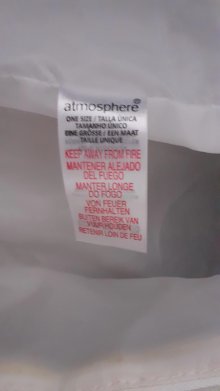 atmosphere®
ONE SIZE / TALLA ÚNICA
TAMANHO ÚNICO
EINE GRÖSSE / EEN MAAT
TAILLE UNIQUE
KEEP AWAY FROM FIRE
MANTENER ALEJADO
DEL FUEGO
MANTER LONGE
DO FOGO
VON FEUER
FERNHALTEN
BUITEN BEREIK VAN
VUUR HOUDEN
RETENIR LOIN DE FEU